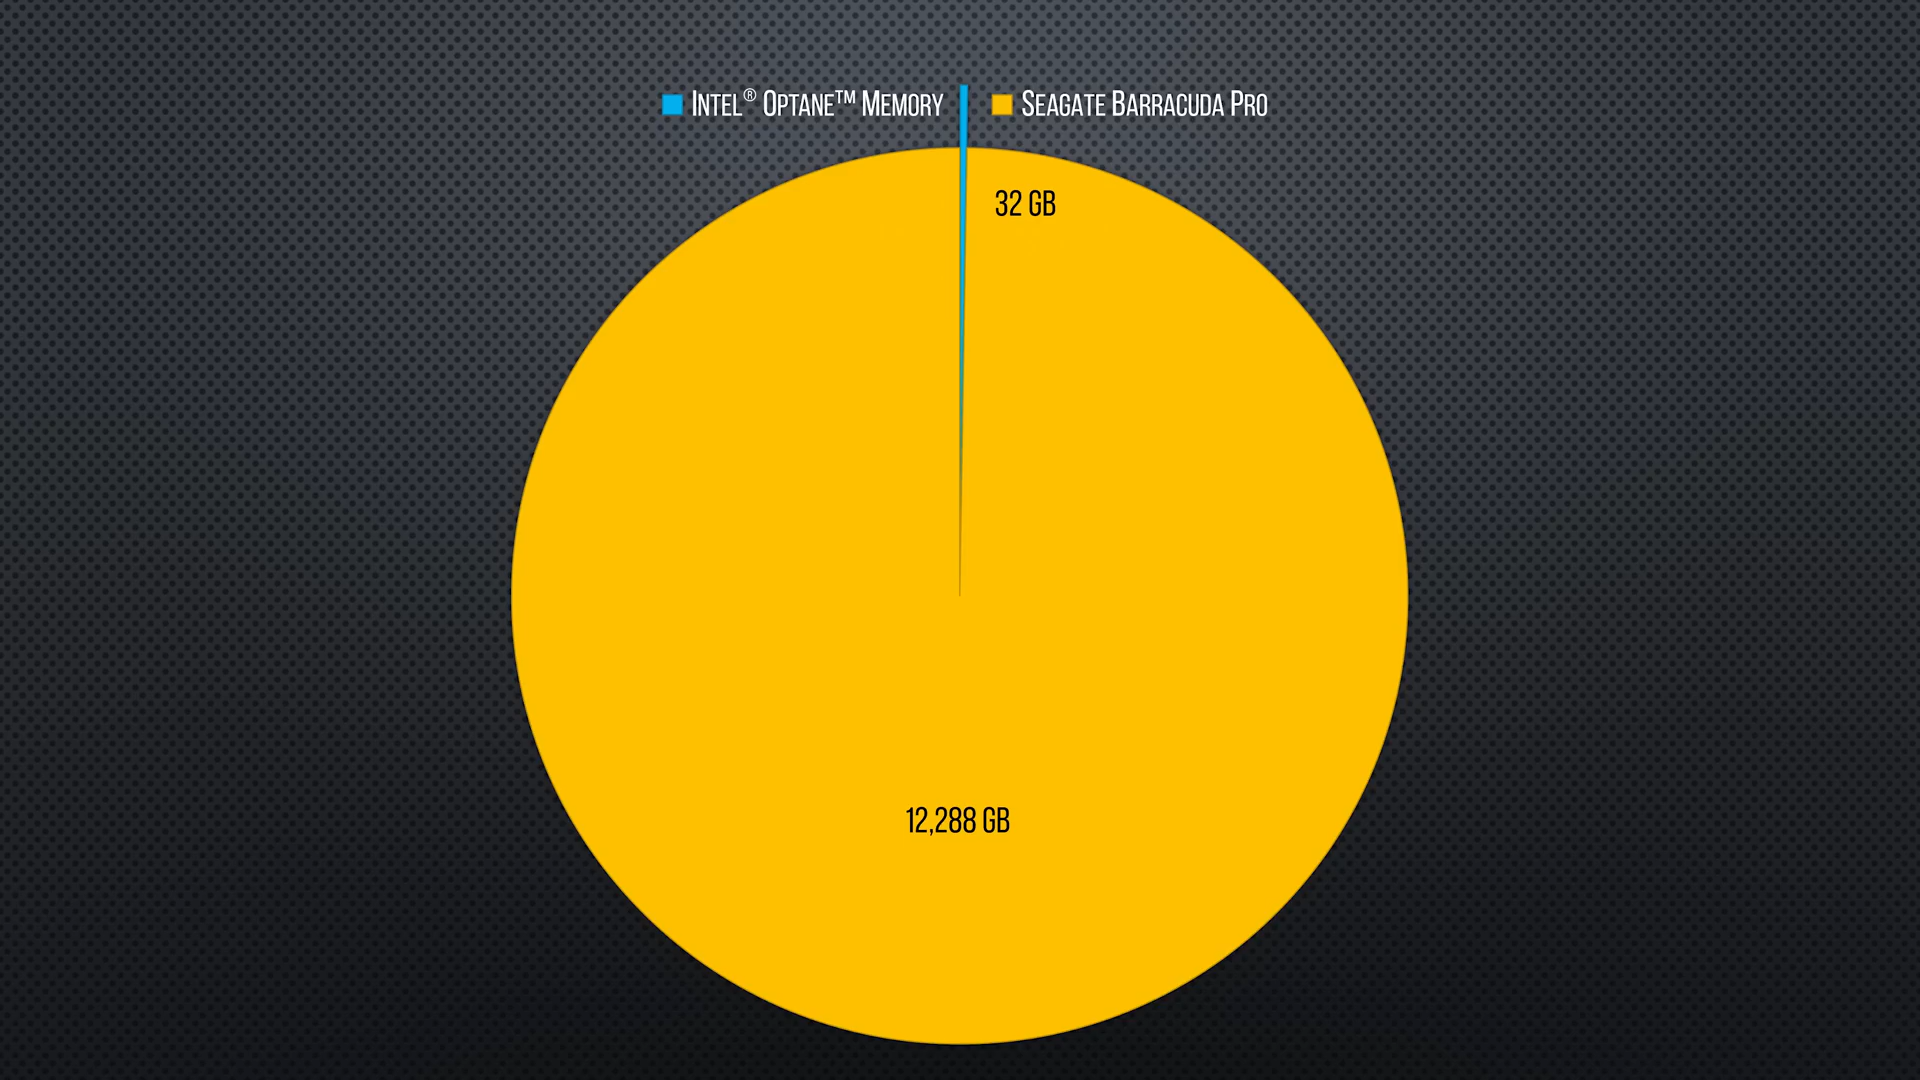 Intel® Optane™ Memory
Seagate Barracuda Pro
32 GB
12,288 GB